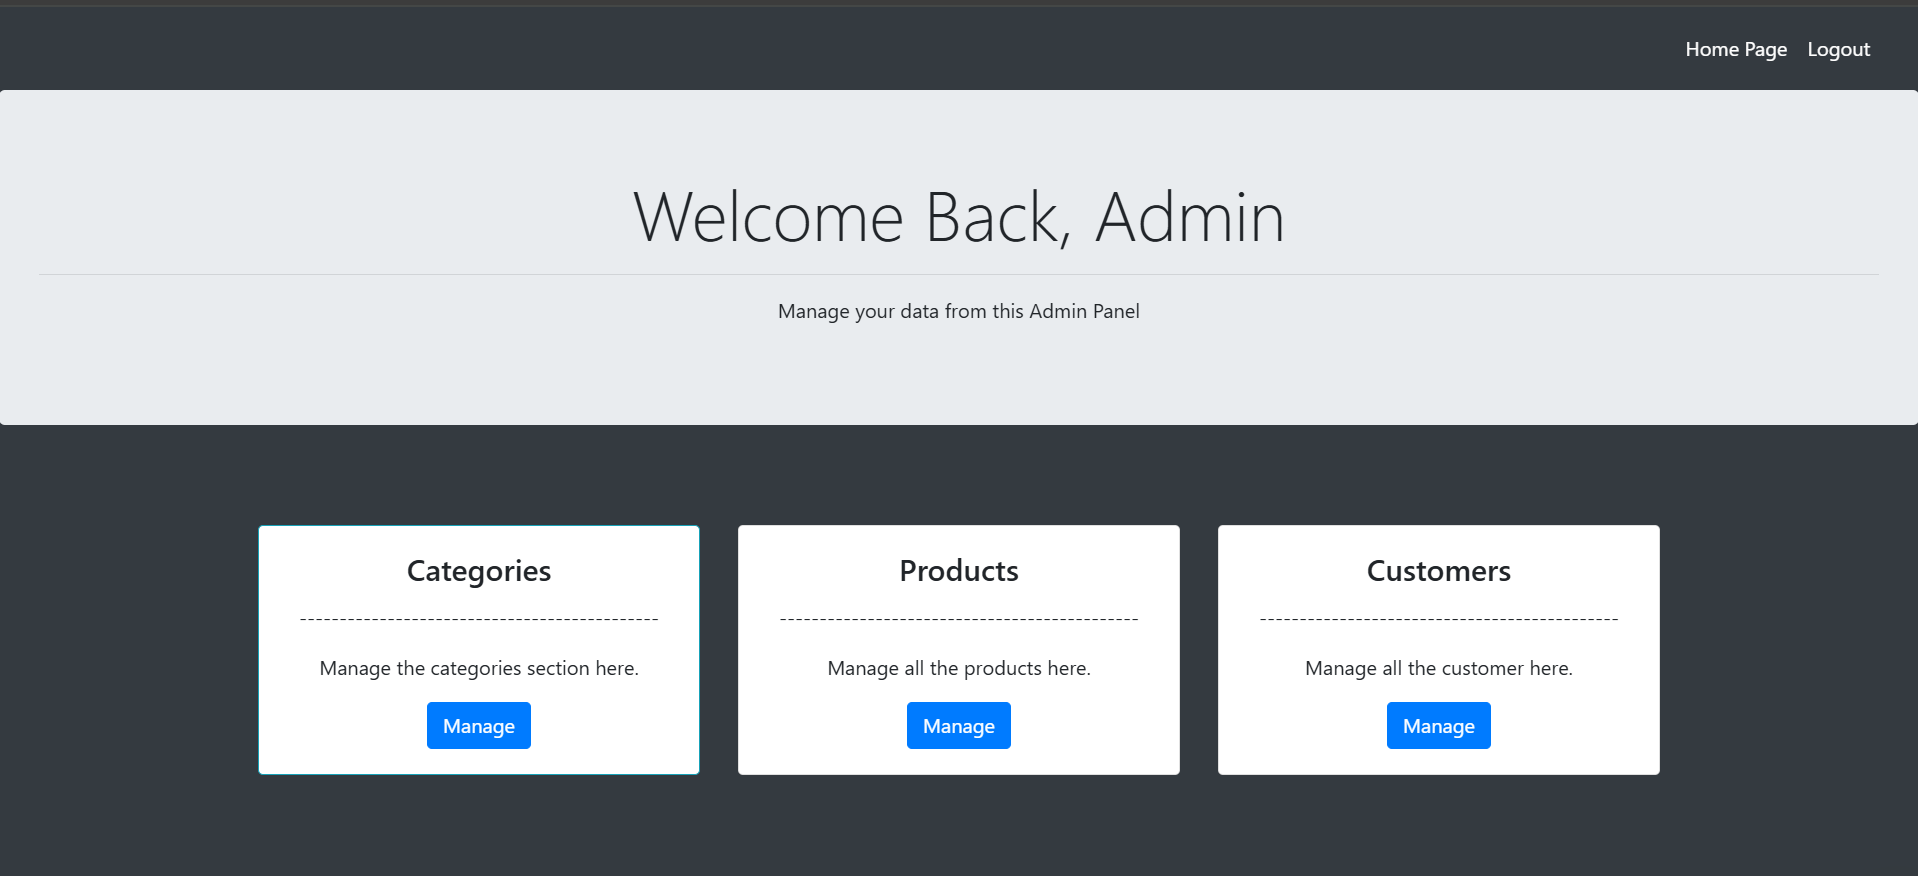 Home Page Logout
Welcome Back, Admin
Manage your data from this Admin Panel
Categories
---------------------------------------------
Manage the categories section here.
Manage
Products
---------------------------------------------
Manage all the products here.
Manage
Customers
---------------------------------------------
Manage all the customer here.
Manage